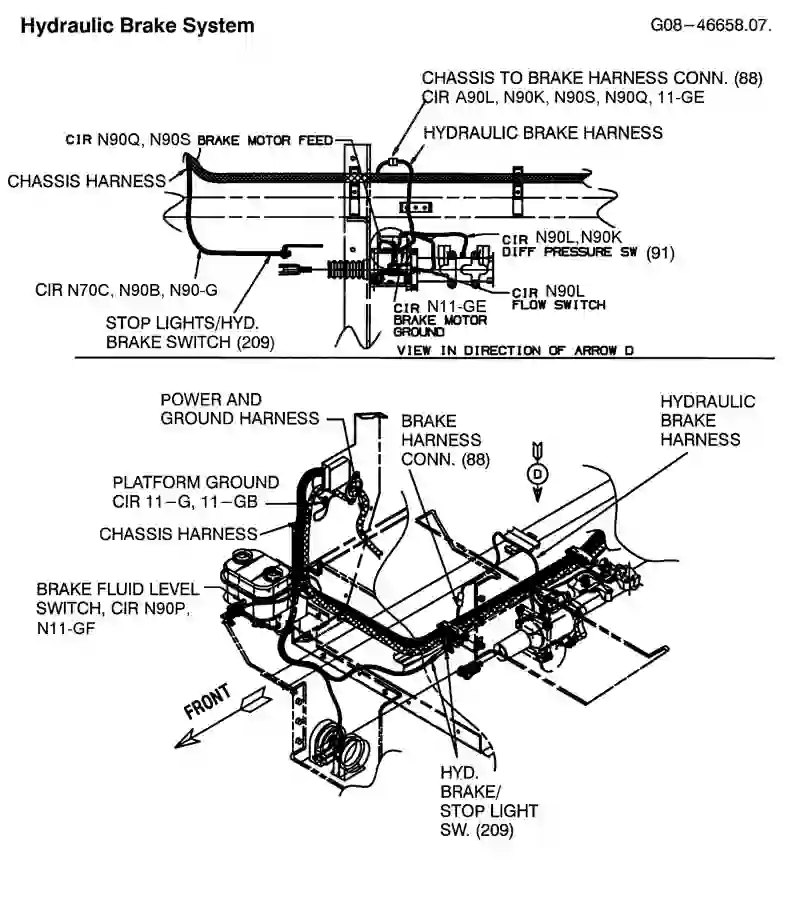 Hydraulic Brake System
G08-46658.07.
CHASSIS TO BRAKE HARNESS CONN. (88)
CIR A90L, N90K, N90S, N90Q, 11-GE
HYDRAULIC BRAKE HARNESS
CIR N90Q, N90S BRAKE MOTOR FEED
CHASSIS HARNESS
CIR N90L,N90K
DIFF PRESSURE SW (91)
CIR N70C, N90B, N90-G
CIR N90L
FLOW SWITCH
CIR N11-GE
BRAKE MOTOR
GROUND
STOP LIGHTS/HYD.
BRAKE SWITCH (209)
VIEW IN DIRECTION OF ARROW D
POWER AND
GROUND HARNESS
BRAKE
HARNESS
CONN. (88)
HYDRAULIC
BRAKE
HARNESS
D
PLATFORM GROUND
CIR 11-G, 11-GB
CHASSIS HARNESS
BRAKE FLUID LEVEL
SWITCH, CIR N90P,
N11-GF
FRONT
HYD.
BRAKE/
STOP LIGHT
SW. (209)